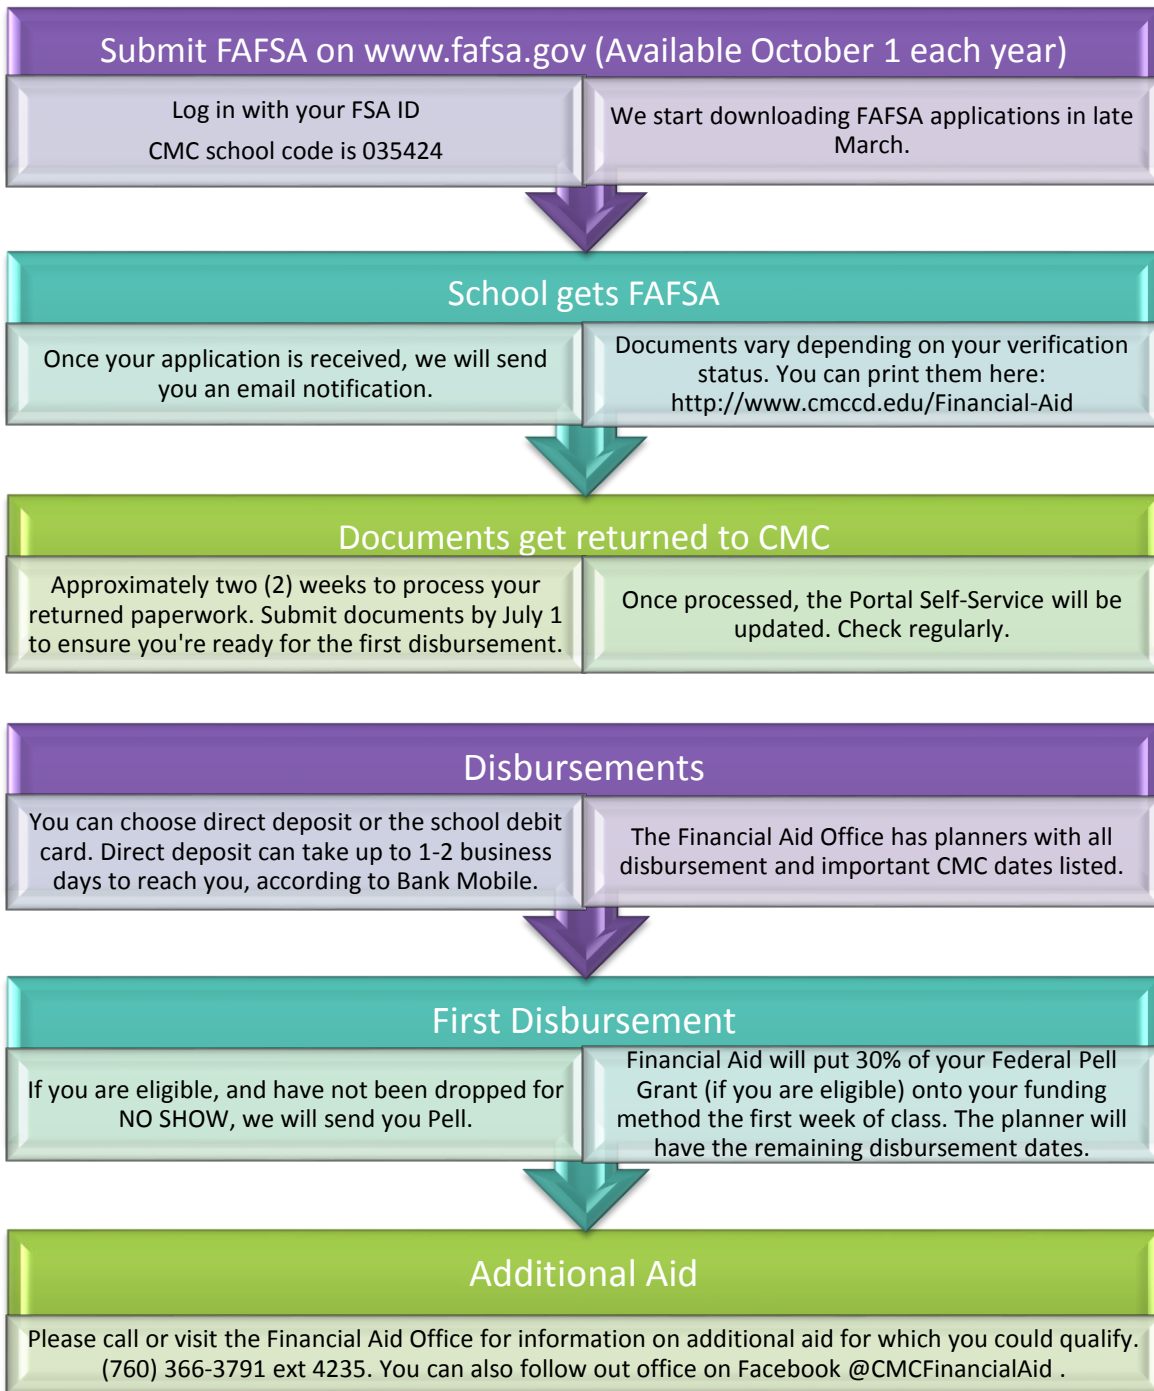 Submit FAFSA on www.fafsa.gov (Available October 1 each year)
Log in with your FSA ID
CMC school code is 035424
We start downloading FAFSA applications in late
March.
School gets FAFSA
Once your application is received, we will send
you an email notification.
Documents vary depending on your verification
status. You can print them here:
http://www.cmccd.edu/Financial-Aid
Documents get returned to CMC
Approximately two (2) weeks to process your
returned paperwork. Submit documents by July 1
to ensure you're ready for the first disbursement.
Once processed, the Portal Self-Service will be
updated. Check regularly.
Disbursements
You can choose direct deposit or the school debit
card. Direct deposit can take up to 1-2 business
days to reach you, according to Bank Mobile.
The Financial Aid Office has planners with all
disbursement and important CMC dates listed.
First Disbursement
If you are eligible, and have not been dropped for
NO SHOW, we will send you Pell.
Financial Aid will put 30% of your Federal Pell
Grant (if you are eligible) onto your funding
method the first week of class. The planner will
have the remaining disbursement dates.
Additional Aid
Please call or visit the Financial Aid Office for information on additional aid for which you could qualify.
(760) 366-3791 ext 4235. You can also follow out office on Facebook @CMCFinancialAid .